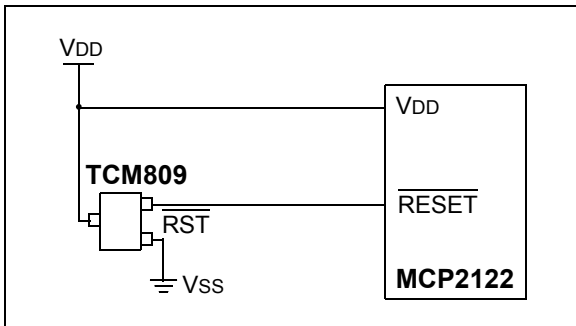 VDD
VDD
TCM809
RST
RESET
VSS
MCP2122